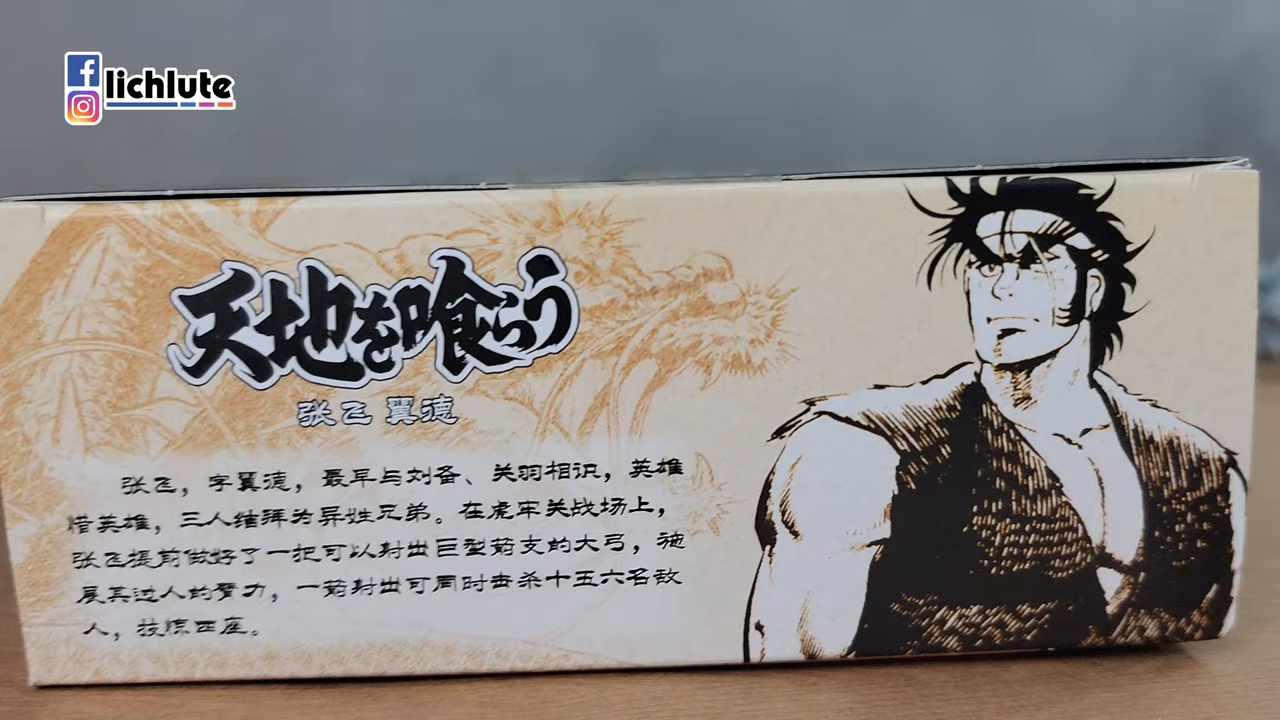 lichlute
天地を喰らう
张飞 翼德
张飞，字翼德，最早与刘备、关羽相识，英雄
惜英雄，三人结拜为异姓兄弟。在虎牢关战场上，
张飞提前做好了一把可以射出巨型箭支的大弓，施
展其过人的臂力，一箭射出可同时击杀十五六名敌
人，技惊四座。